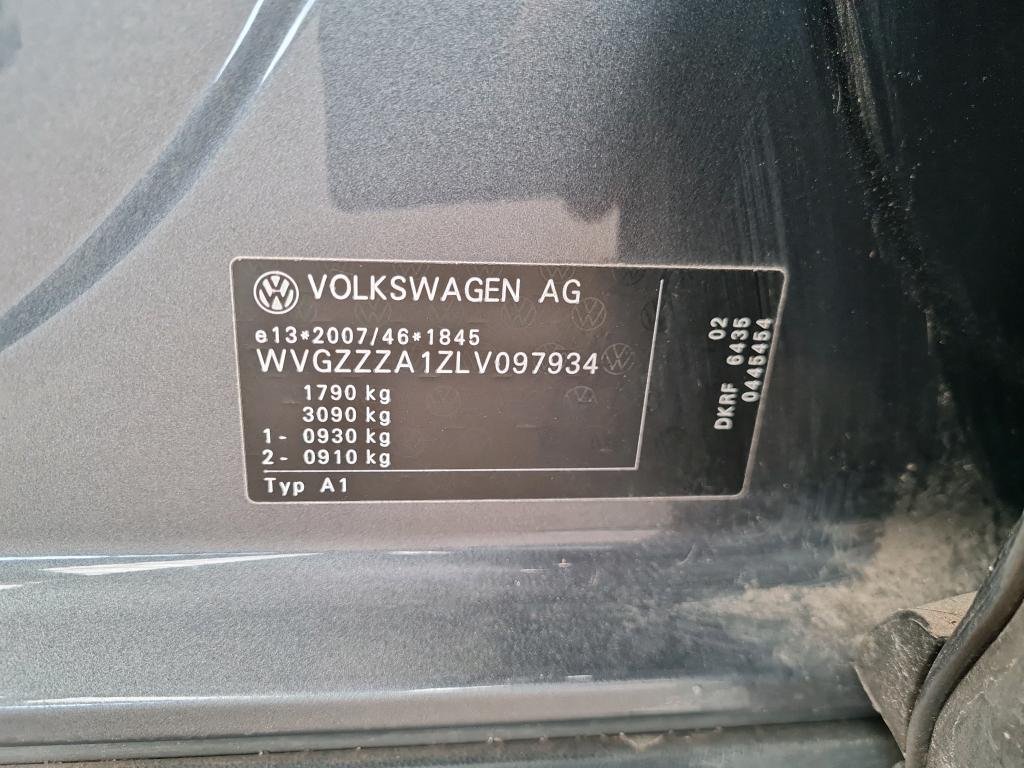 VOLKSWAGEN AG
e13*2007/46*1845
WVGZZZA1ZLV097934
1790 kg
3090 kg
1- 0930 kg
2- 0910 kg
Typ A1
02
DKRF 6435
0445454